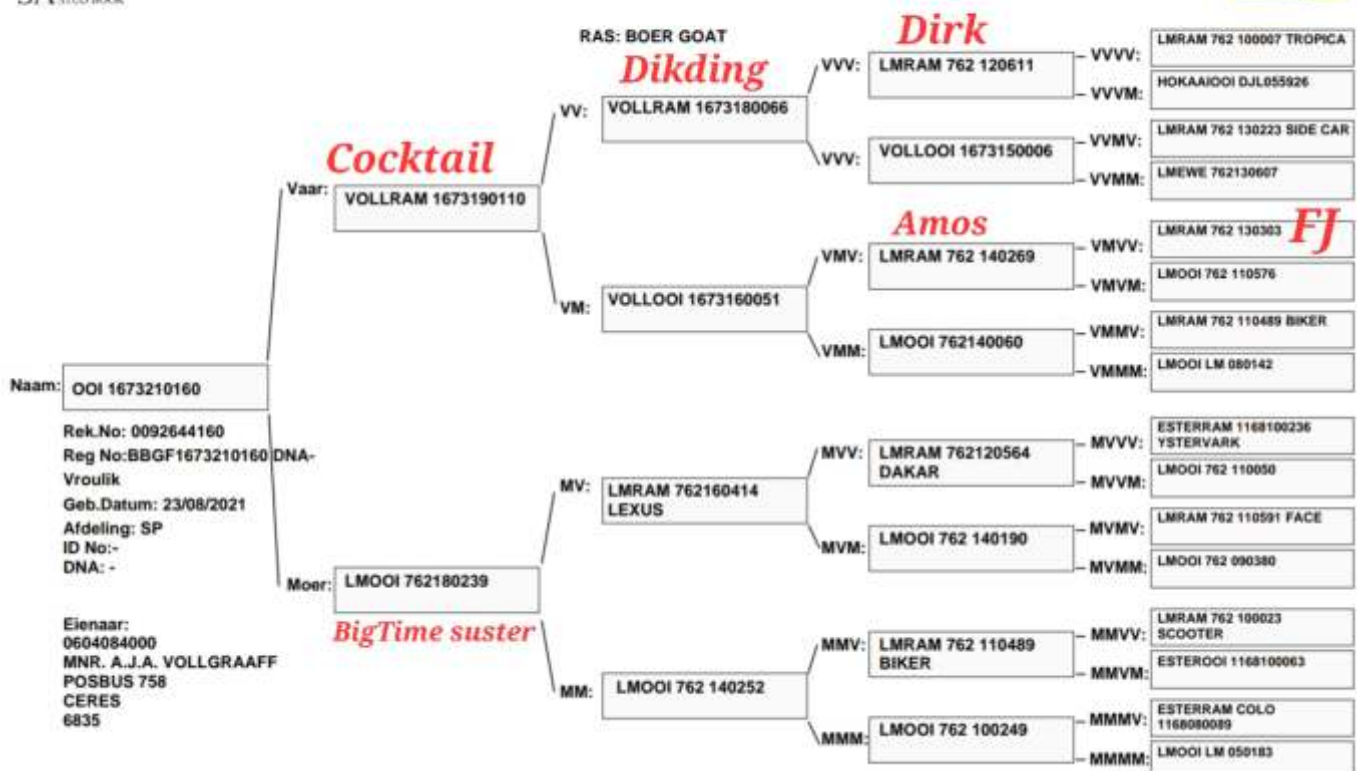 STUD BOOK
RAS: BOER GOAT
Naam:
OOI 1673210160
Rek.No: 0092644160
Reg No:BBGF1673210160 DNA-
Vroulik
Geb.Datum: 23/08/2021
Afdeling: SP
ID No:-
DNA: -
Eienaar:
0604084000
MNR. A.J.A. VOLLGRAAFF
POSBUS 758
CERES
6835
Cocktail
Vaar:
VOLLRAM 1673190110
Moer:
LMOOI 762180239
BigTime suster
Dikding
VV:
VOLLRAM 1673180066
VM:
VOLLOOI 1673160051
MV:
LMRAM 762160414
LEXUS
MM:
LMOOI 762 140252
Dirk
VVV:
LMRAM 762 120611
VVV:
VOLLOOI 1673150006
Amos
VMV:
LMRAM 762 140269
VMM:
LMOOI 762140060
MVV:
LMRAM 762120564
DAKAR
MVM:
LMOOI 762 140190
MMV:
LMRAM 762 110489
BIKER
MMM:
LMOOI 762 100249
VVVV:
LMRAM 762 100007 TROPICA
VVVM:
HOKAAIOOI DJL055926
VVMV:
LMRAM 762 130223 SIDE CAR
VVMM:
LMEWE 762130607
VMVV:
LMRAM 762 130303
FJ
VMVM:
LMOOI 762 110576
VMMV:
LMRAM 762 110489 BIKER
VMMM:
LMOOI LM 080142
MVVV:
ESTERRAM 1168100236
YSTERVARK
MVVM:
LMOOI 762 110050
MVMV:
LMRAM 762 110591 FACE
MVMM:
LMOOI 762 090380
MMVV:
LMRAM 762 100023
SCOOTER
MMVM:
ESTEROOI 1168100063
MMMV:
ESTERRAM COLO
1168080089
MMMM:
LMOOI LM 050183